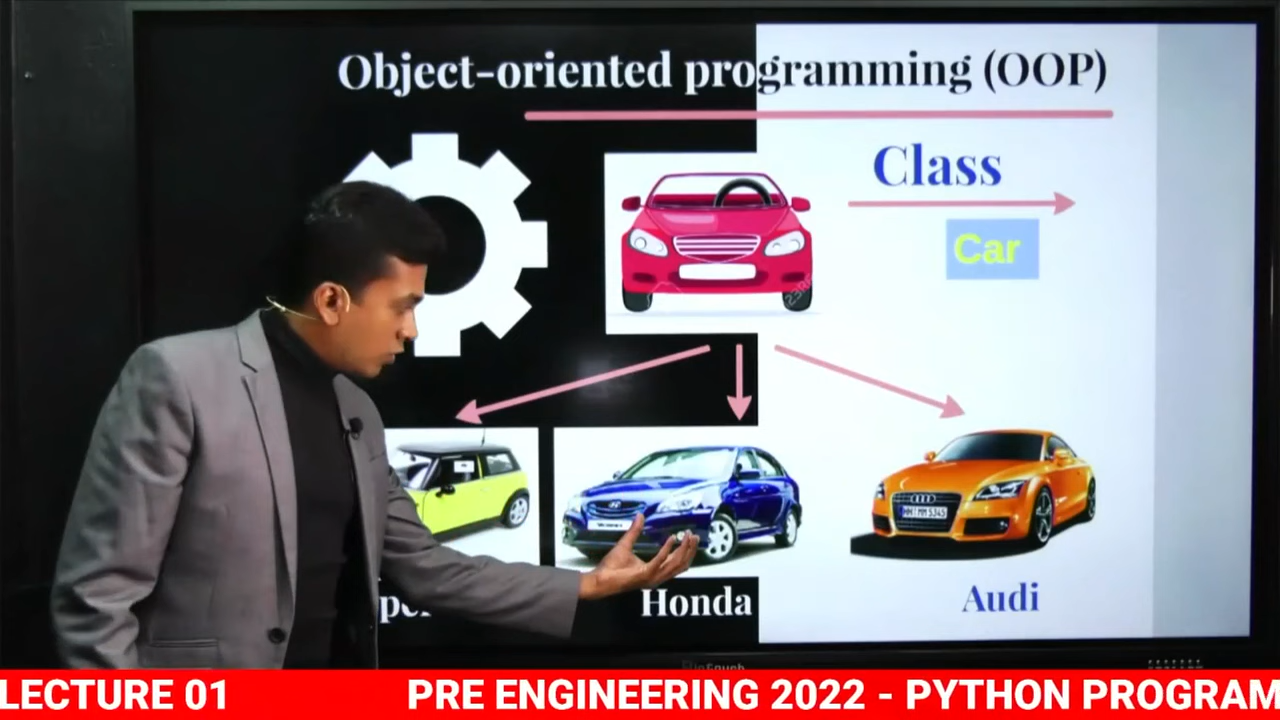 Object-oriented programming (OOP)
Class
Car
Honda
Audi
LECTURE 01 PRE ENGINEERING 2022 - PYTHON PROGRAM